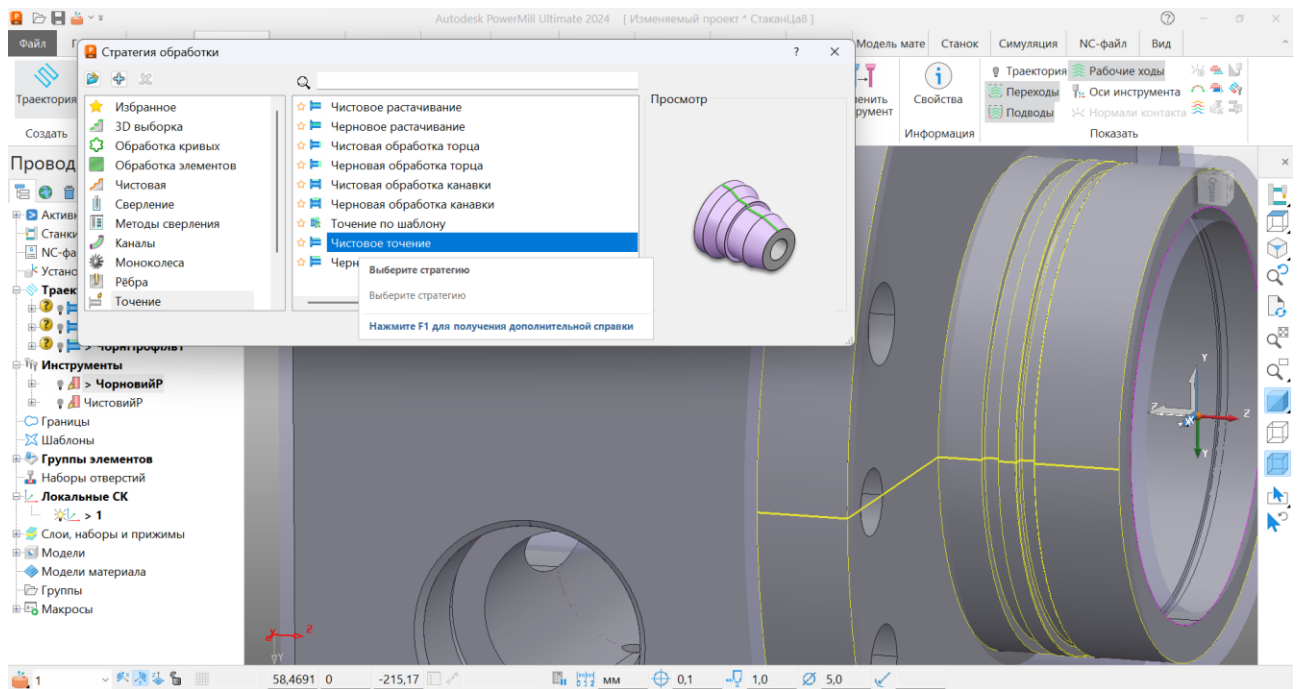 Autodesk PowerMill Ultimate 2024 [ Изменяемый проект * СтаканЦа8 ]
Файл
Модель мате
Станок
Симуляция
NC-файл
Вид
Траектория
Создать
Стратегия обработки
Избранное
3D выборка
Обработка кривых
Обработка элементов
Чистовая
Сверление
Методы сверления
Каналы
Моноколеса
Рёбра
Точение
Чистовое растачивание
Черновое растачивание
Чистовая обработка торца
Черновая обработка торца
Чистовая обработка канавки
Черновая обработка канавки
Точение по шаблону
Чистовое точение
Черн
Просмотр
Выберите стратегию
Выберите стратегию
Нажмите F1 для получения дополнительной справки
енить
румент
Свойства
Информация
Траектория
Рабочие ходы
Переходы
Оси инструмента
Подводы
Нормали контакта
Показать
Провод
Актив
Станки
NC-фа
Устано
Траек
> ЧорнПрофіль1
Инструменты
> ЧорновийР
ЧистовийР
Границы
Шаблоны
Группы элементов
Наборы отверстий
Локальные СК
> 1
Слои, наборы и прижимы
Модели
Модели материала
Группы
Макросы
Y
Z
Z
Y
Z
Y
1
58,4691
0
-215,17
мм
0,1
1,0
5,0